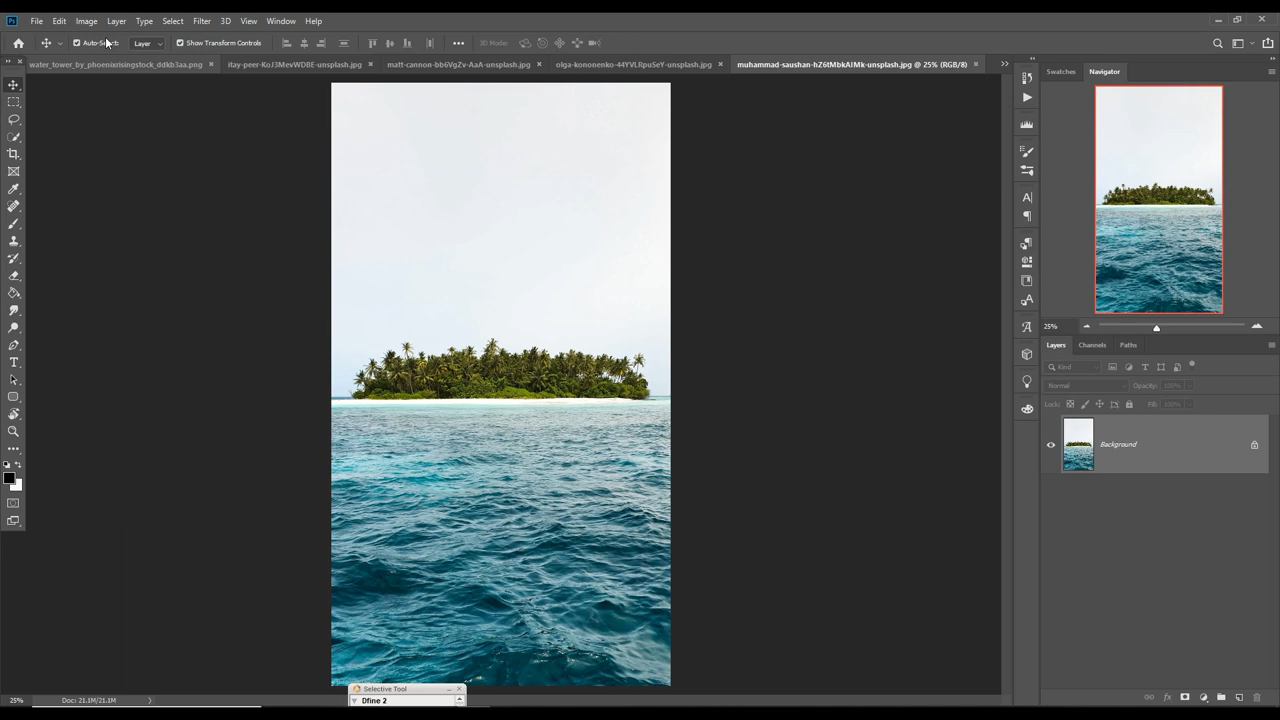 Ps File Edit Image Layer Type Select Filter 3D View Window Help
Auto-Select: Layer Show Transform Controls 3D Mode:
water_tower_by_phoenixrisingstock_ddkb3aa.png itay-peer-KoJ3MevWDBE-unsplash.jpg matt-cannon-bb6VgZv-AaA-unsplash.jpg olga-kononenko-44YVLRpuSeY-unsplash.jpg muhammad-saushan-hZ6tMbkAIMk-unsplash.jpg @ 25% (RGB/8)
Swatches Navigator
25%
Layers Channels Paths
Kind
Normal Opacity: 100%
Lock: Fill: 100%
Background
Selective Tool
Dfine 2
25% Doc: 21.1M/21.1M